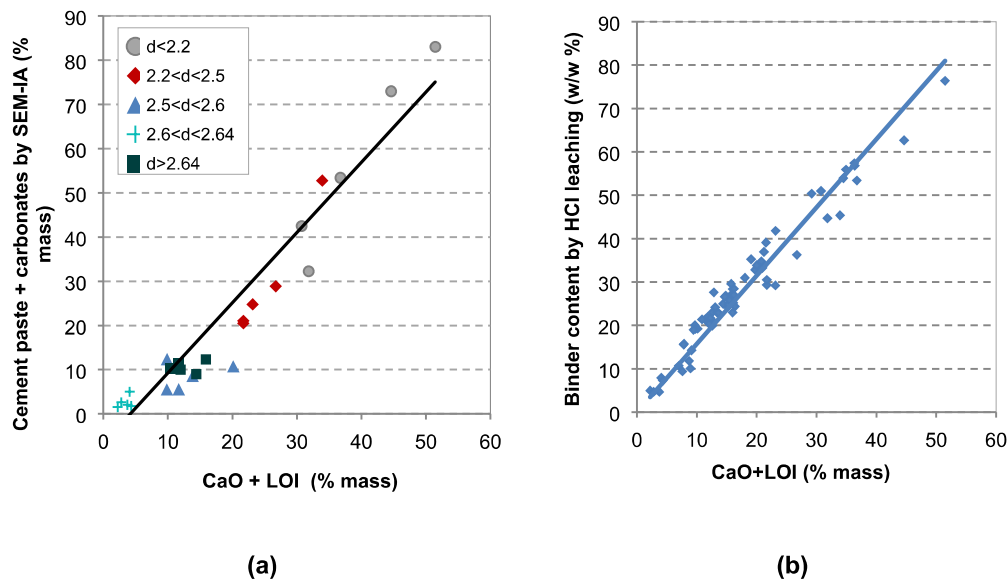 Cement paste + carbonates by SEM-IA (%
mass)
90
80
70
60
50
40
30
20
10
0
d<2.2
2.2<d<2.5
2.5<d<2.6
2.6<d<2.64
d>2.64
0 10 20 30 40 50 60
CaO + LOI (% mass)
(a)
Binder content by HCl leaching (w/w %)
90
80
70
60
50
40
30
20
10
0
0 10 20 30 40 50 60
CaO+LOI (% mass)
(b)